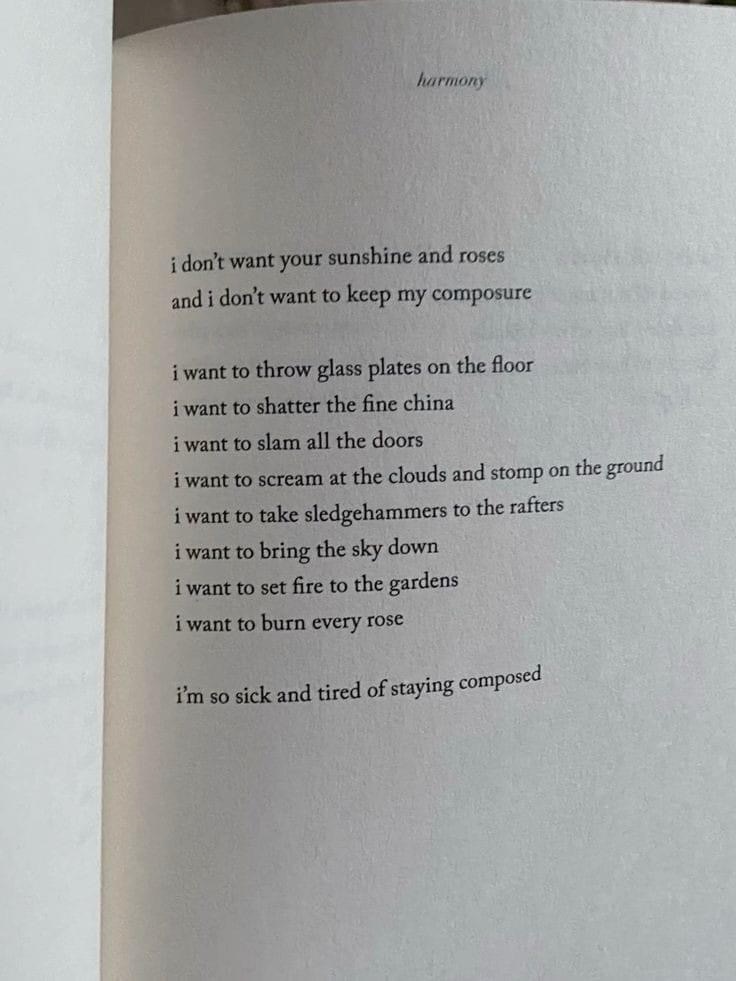 harmony
i don't want your sunshine and roses
and i don't want to keep my composure
i want to throw glass plates on the floor
i want to shatter the fine china
i want to slam all the doors
i want to scream at the clouds and stomp on the ground
i want to take sledgehammers to the rafters
i want to bring the sky down
i want to set fire to the gardens
i want to burn every rose
i'm so sick and tired of staying composed